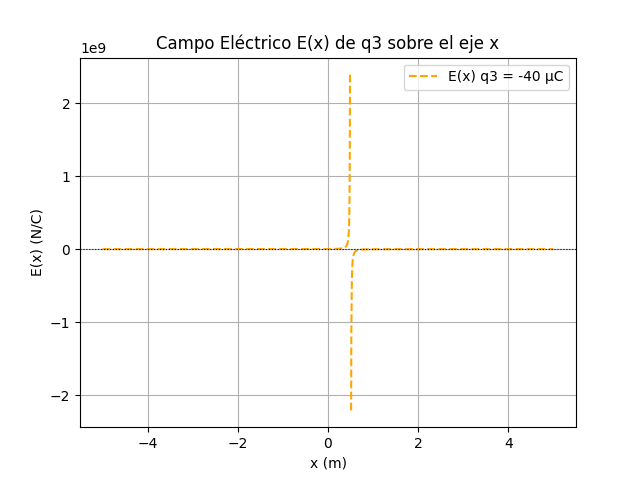 Campo Eléctrico E(x) de q3 sobre el eje x
1e9
E(x) q3 = -40 µC
2
1
0
−1
−2
E(x) (N/C)
−4 −2 0 2 4
x (m)